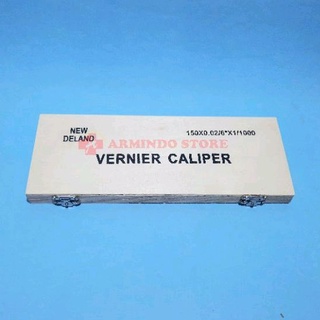 NEW
DELAND
150X0.02/6"X1/1000
ARMINDO STORE
VERNIER CALIPER